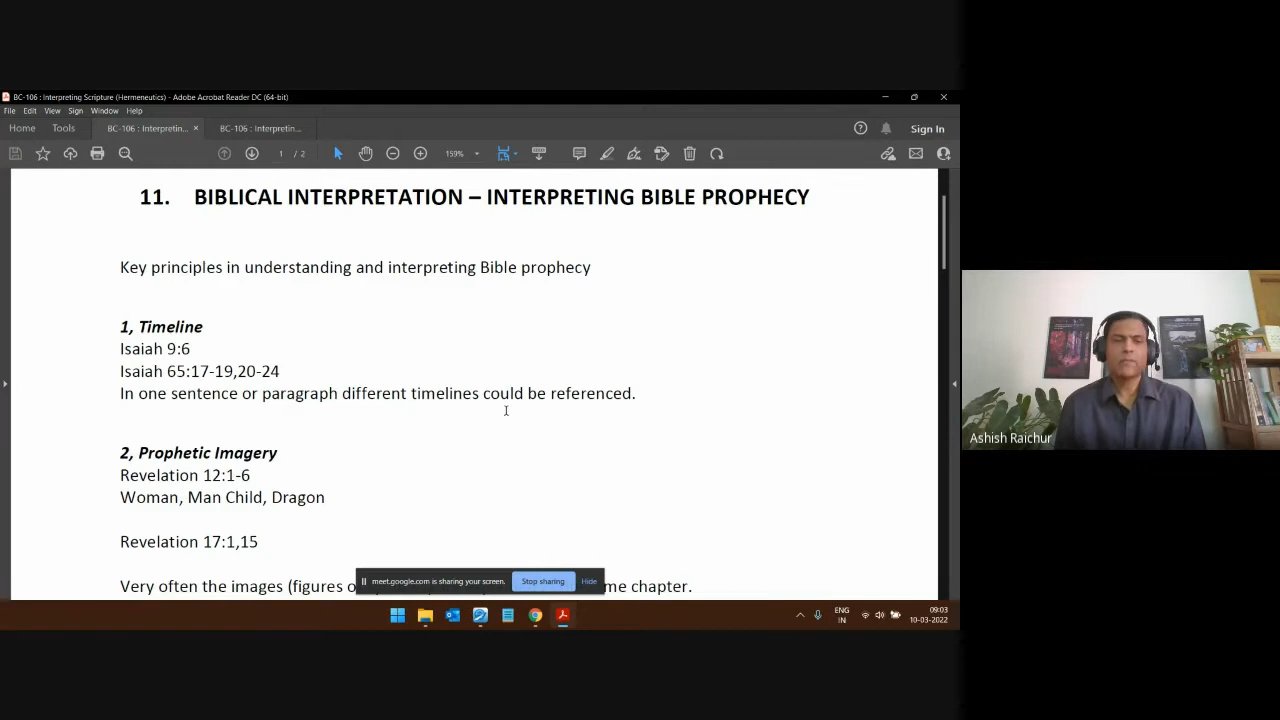 BC-106 : Interpreting Scripture (Hermeneutics) - Adobe Acrobat Reader DC (64-bit)
File Edit View Sign Window Help
Home Tools BC-106 : Interpretin... × BC-106 : Interpretin...
Sign In
1 / 2
159%
11. BIBLICAL INTERPRETATION – INTERPRETING BIBLE PROPHECY
Key principles in understanding and interpreting Bible prophecy
1, Timeline
Isaiah 9:6
Isaiah 65:17-19,20-24
In one sentence or paragraph different timelines could be referenced.
2, Prophetic Imagery
Revelation 12:1-6
Woman, Man Child, Dragon
Revelation 17:1,15
Very often the images (figures o
me chapter.
meet.google.com is sharing your screen. Stop sharing Hide
ENG
IN
09:03
10-03-2022
Ashish Raichur